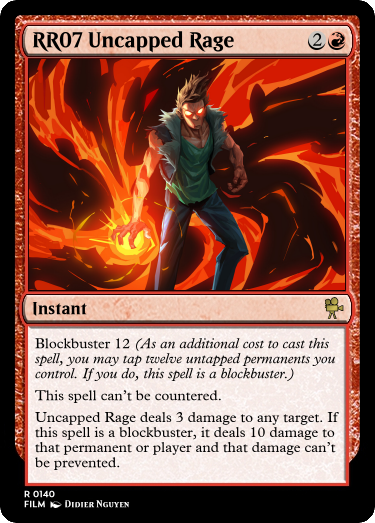 RR07 Uncapped Rage 2
Instant
Blockbuster 12 (As an additional cost to cast this
spell, you may tap twelve untapped permanents you
control. If you do, this spell is a blockbuster.)
This spell can't be countered.
Uncapped Rage deals 3 damage to any target. If
this spell is a blockbuster, it deals 10 damage to
that permanent or player and that damage can't
be prevented.
R 0140
FILM Didier Nguyen